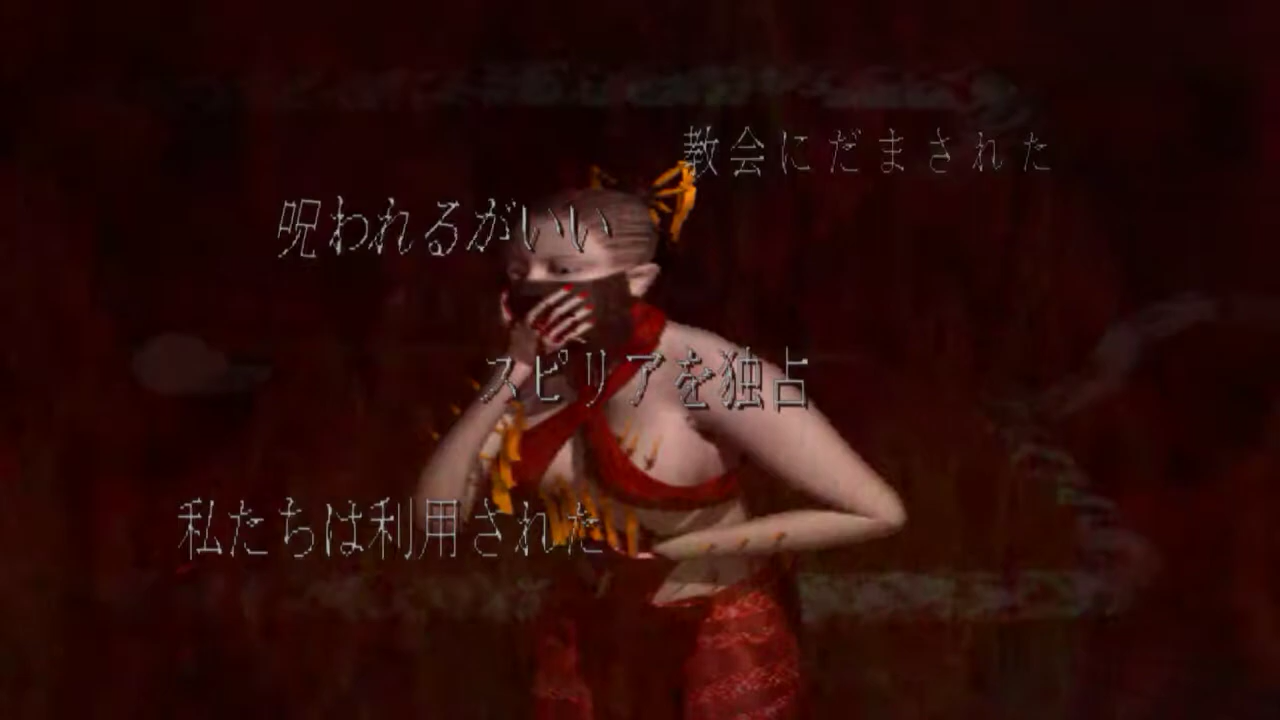 教会にだまされた
呪われるがいい
スピリアを独占
私たちは利用された